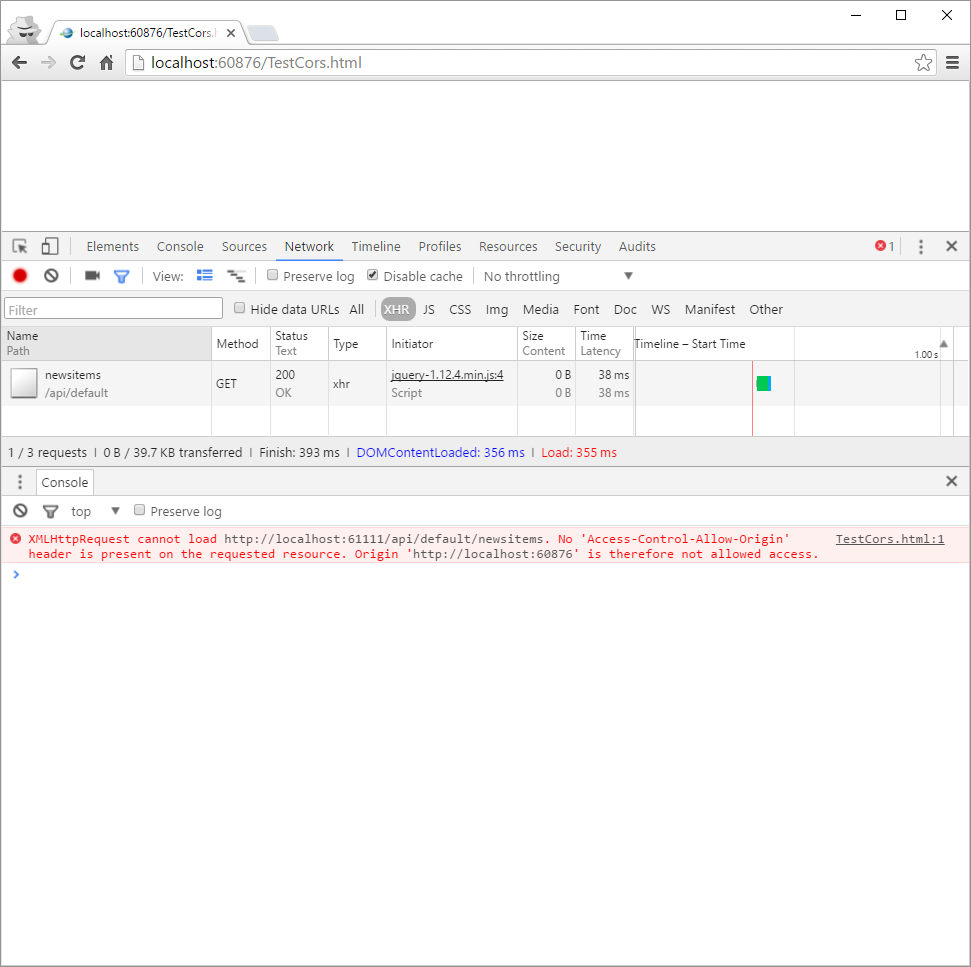 localhost:60876/TestCors.
localhost:60876/TestCors.html
Elements Console Sources Network Timeline Profiles Resources Security Audits 1
View: Preserve log Disable cache No throttling
Filter Hide data URLs All XHR JS CSS Img Media Font Doc WS Manifest Other
Name Status Size Time
Method Type Initiator Timeline – Start Time
Path Text Content Latency 1.00 s
newsitems 200 jquery-1.12.4.min.js:4 0 B 38 ms
GET xhr
/api/default OK Script 0 B 38 ms
1 / 3 requests | 0 B / 39.7 KB transferred | Finish: 393 ms | DOMContentLoaded: 356 ms | Load: 355 ms
Console
top Preserve log
XMLHttpRequest cannot load http://localhost:61111/api/default/newsitems. No 'Access-Control-Allow-Origin' TestCors.html:1
header is present on the requested resource. Origin 'http://localhost:60876' is therefore not allowed access.